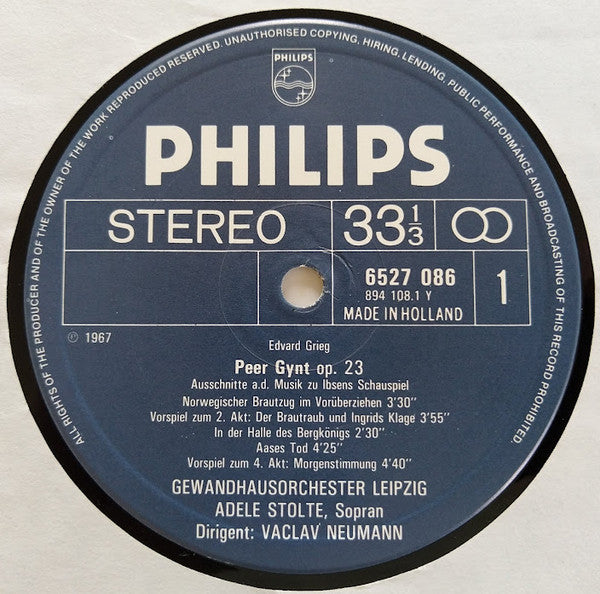 ALL RIGHTS OF THE PRODUCER AND OF THE OWNER OF THE WORK REPRODUCED RESERVED. UNAUTHORISED COPYING, HIRING, LENDING, PUBLIC PERFORMANCE AND BROADCASTING OF THIS RECORD PROHIBITED
PHILIPS
PHILIPS
STEREO 33⅓
6527 086
894 108.1 Y
MADE IN HOLLAND
1
℗ 1967
Edvard Grieg
Peer Gynt op. 23
Ausschnitte a.d. Musik zu Ibsens Schauspiel
Norwegischer Brautzug im Vorüberziehen 3'30''
Vorspiel zum 2. Akt: Der Brautraub und Ingrids Klage 3'55''
In der Halle des Bergkönigs 2'30''
Aases Tod 4'25''
Vorspiel zum 4. Akt: Morgenstimmung 4'40''
GEWANDHAUSORCHESTER LEIPZIG
ADELE STOLTE, Sopran
Dirigent: VACLAV NEUMANN